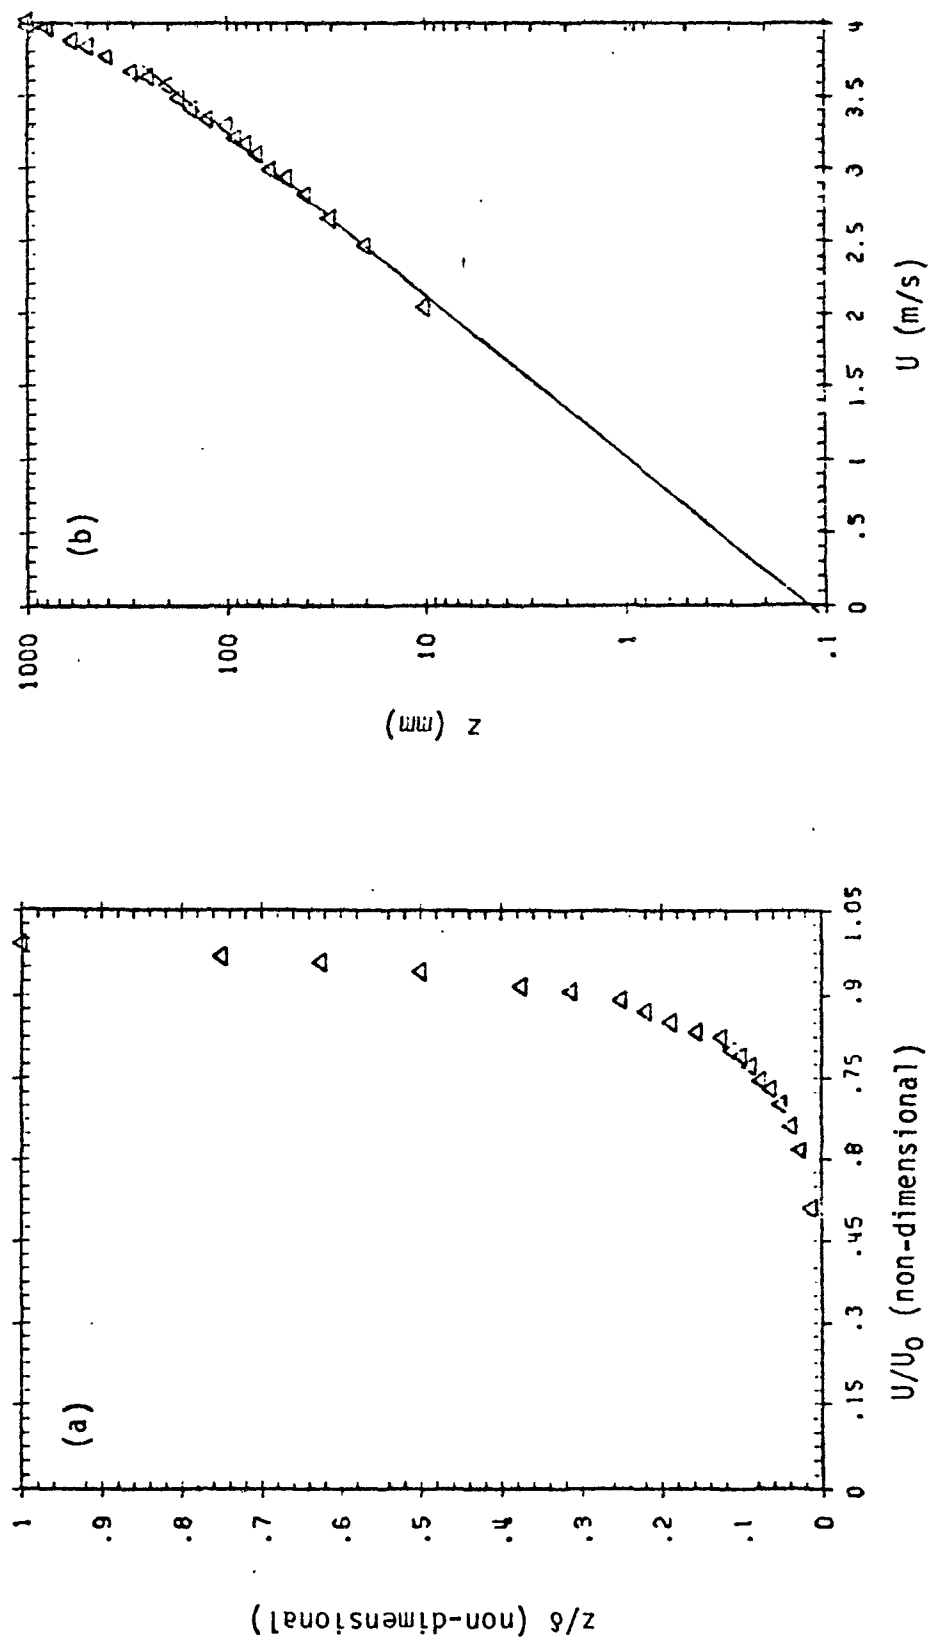 (a)
1
.9
.8
.7
.6
.5
.4
.3
.2
.1
0
z/δ (non-dimensional)
0 .15 .3 .45 .8 .75 .9 1.05
U/U₀ (non-dimensional)
(b)
1000
100
10
1
.1
z (mm)
0 .5 1 1.5 2 2.5 3 3.5 4
U (m/s)